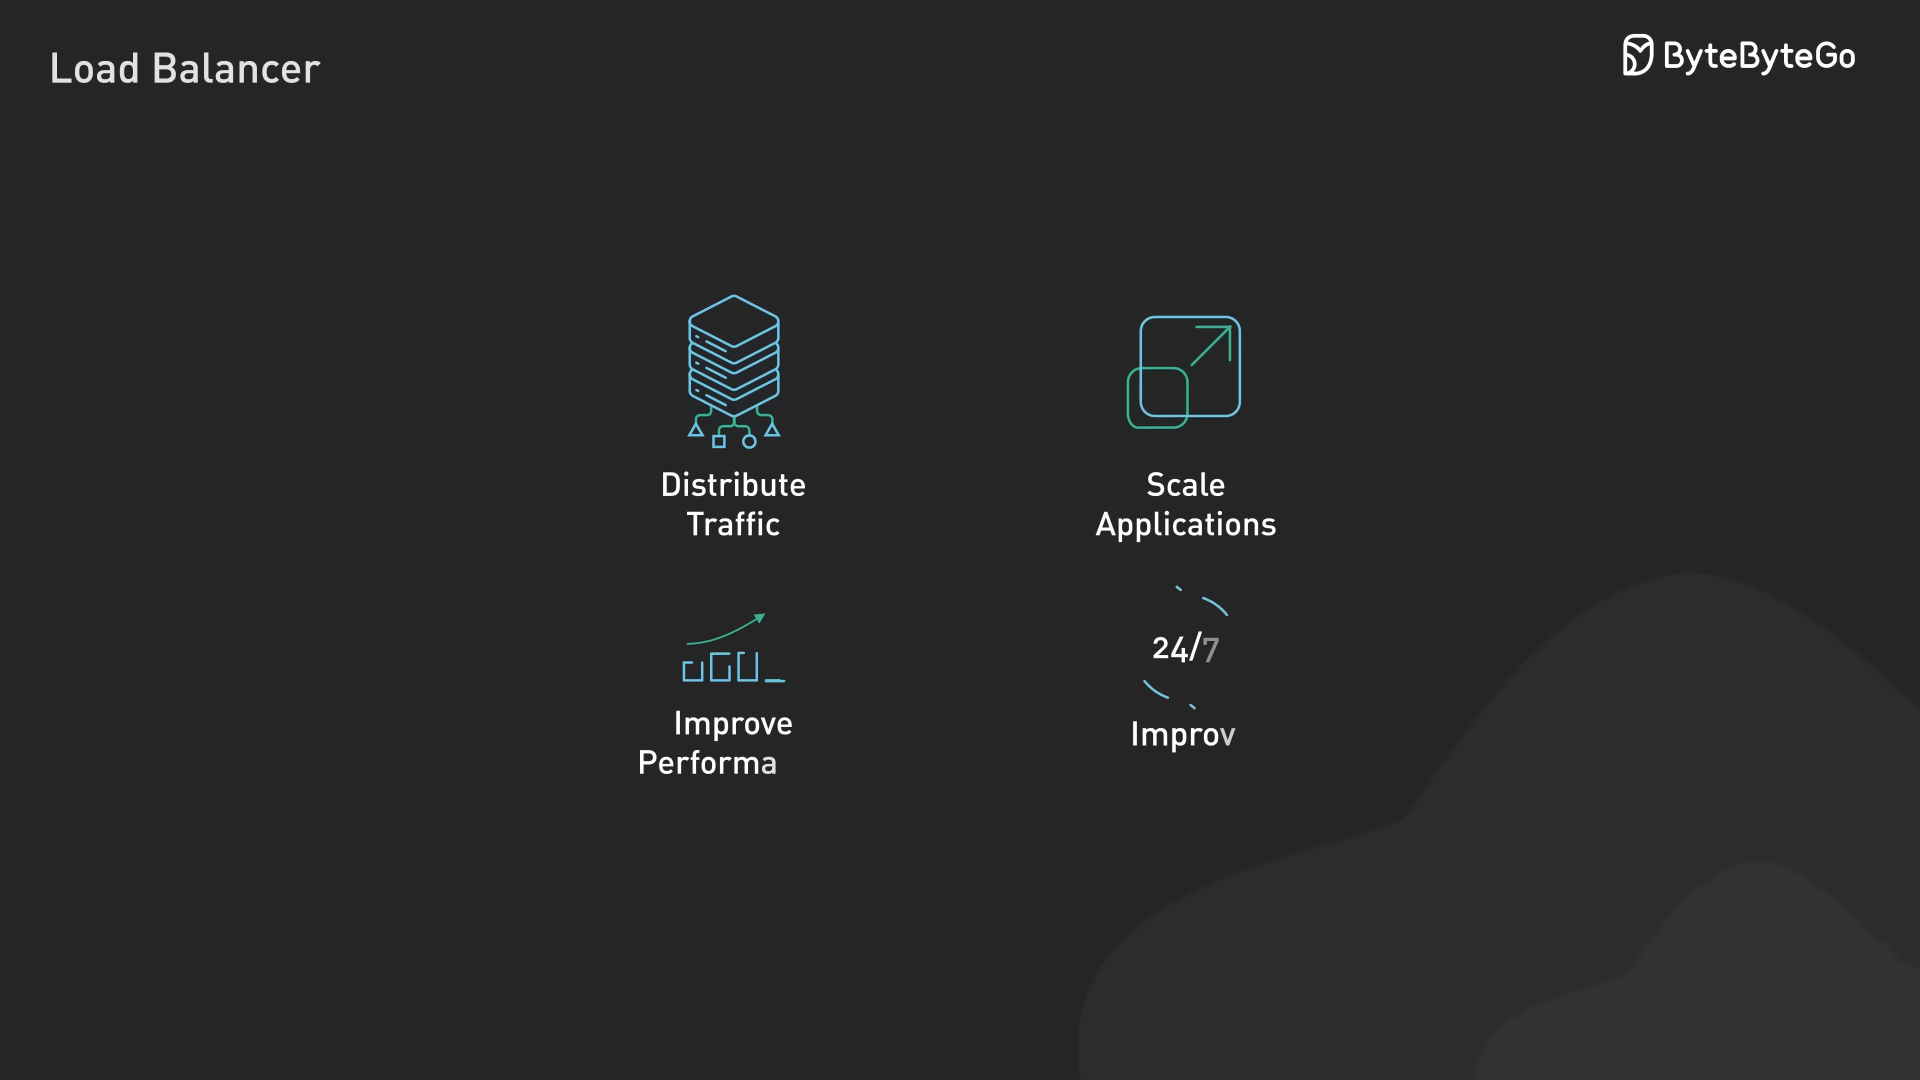 Load Balancer
ByteByteGo
Distribute
Traffic
Scale
Applications
24/7
Improve
Performa
Improv